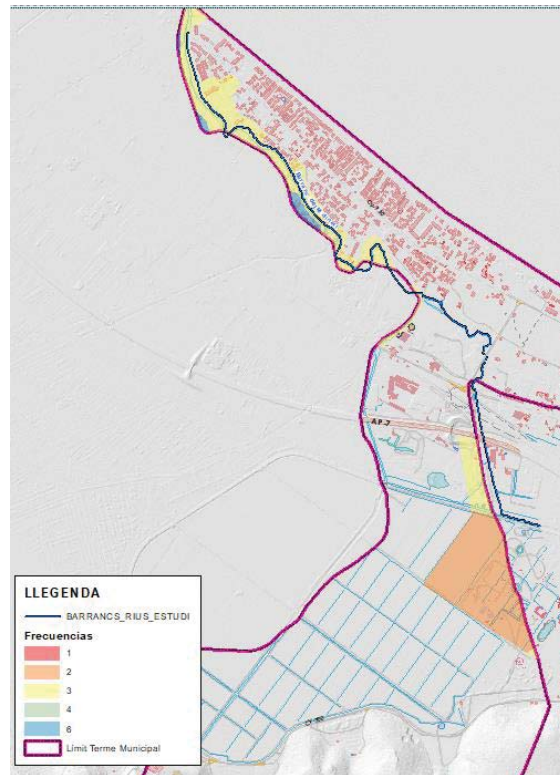 AP-7
LLEGENDA
BARRANCS_RIUS_ESTUDI
Frecuencias
1
2
3
4
6
Límit Terme Municipal